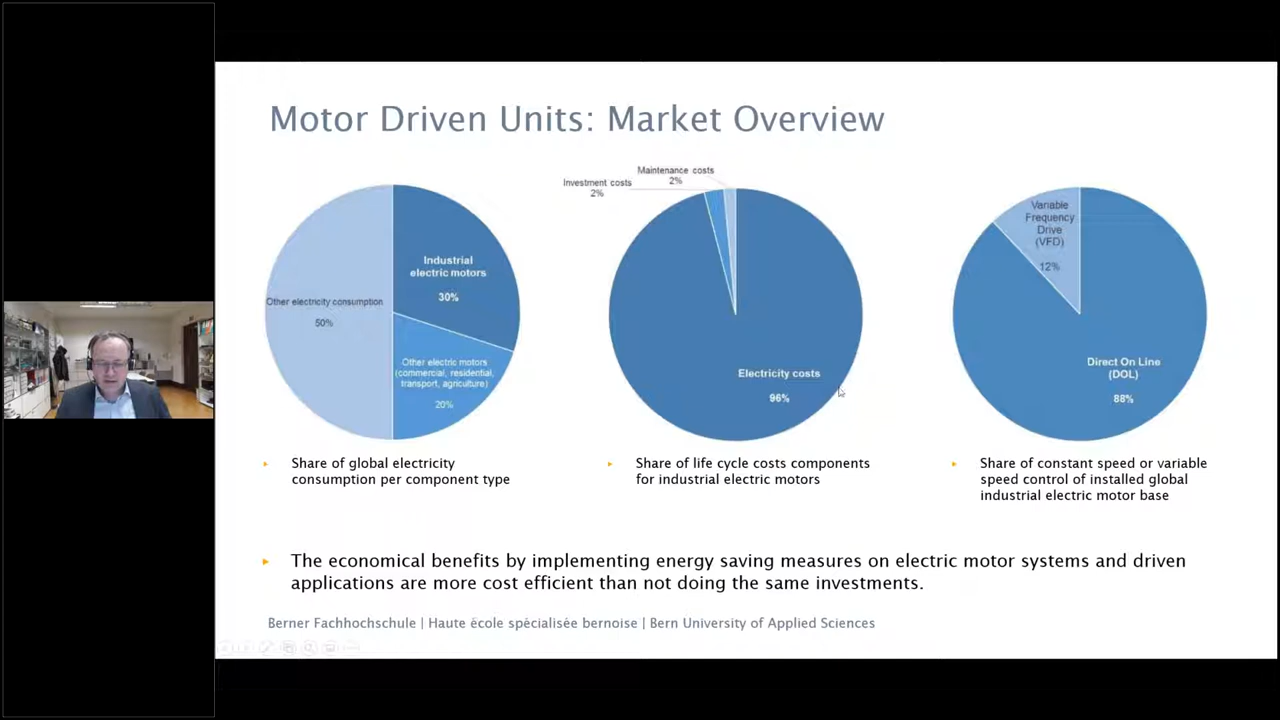 Motor Driven Units: Market Overview
Industrial
electric motors
30%
Other electricity consumption
50%
Other electric motors
(commercial, residential,
transport, agriculture)
20%
Share of global electricity
consumption per component type
Maintenance costs
2%
Investment costs
2%
Electricity costs
96%
Share of life cycle costs components
for industrial electric motors
Variable
Frequency
Drive
(VFD)
12%
Direct On Line
(DOL)
88%
Share of constant speed or variable
speed control of installed global
industrial electric motor base
The economical benefits by implementing energy saving measures on electric motor systems and driven
applications are more cost efficient than not doing the same investments.
Berner Fachhochschule | Haute école spécialisée bernoise | Bern University of Applied Sciences